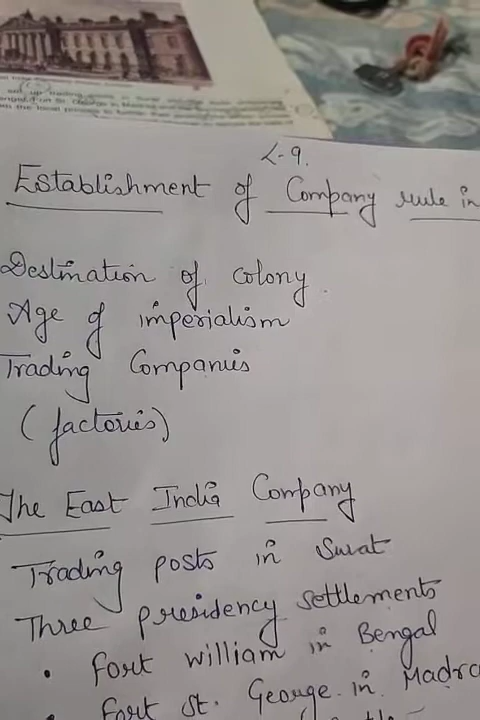 L-9.
Establishment of Company rule in
Destination of colony.
Age of imperialism
Trading Companies
(factories)
The East India Company
Trading posts in Surat
Three presidency settlements
• Fort William in Bengal
• Fort St. George in Madra